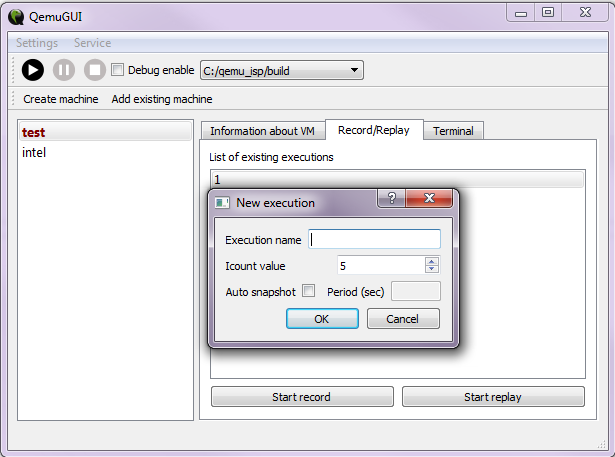 QemuGUI
Settings Service
Debug enable C:/qemu_isp/build
Create machine Add existing machine
test
intel
Information about VM Record/Replay Terminal
List of existing executions
1
New execution
Execution name
Icount value 5
Auto snapshot Period (sec)
OK Cancel
Start record Start replay